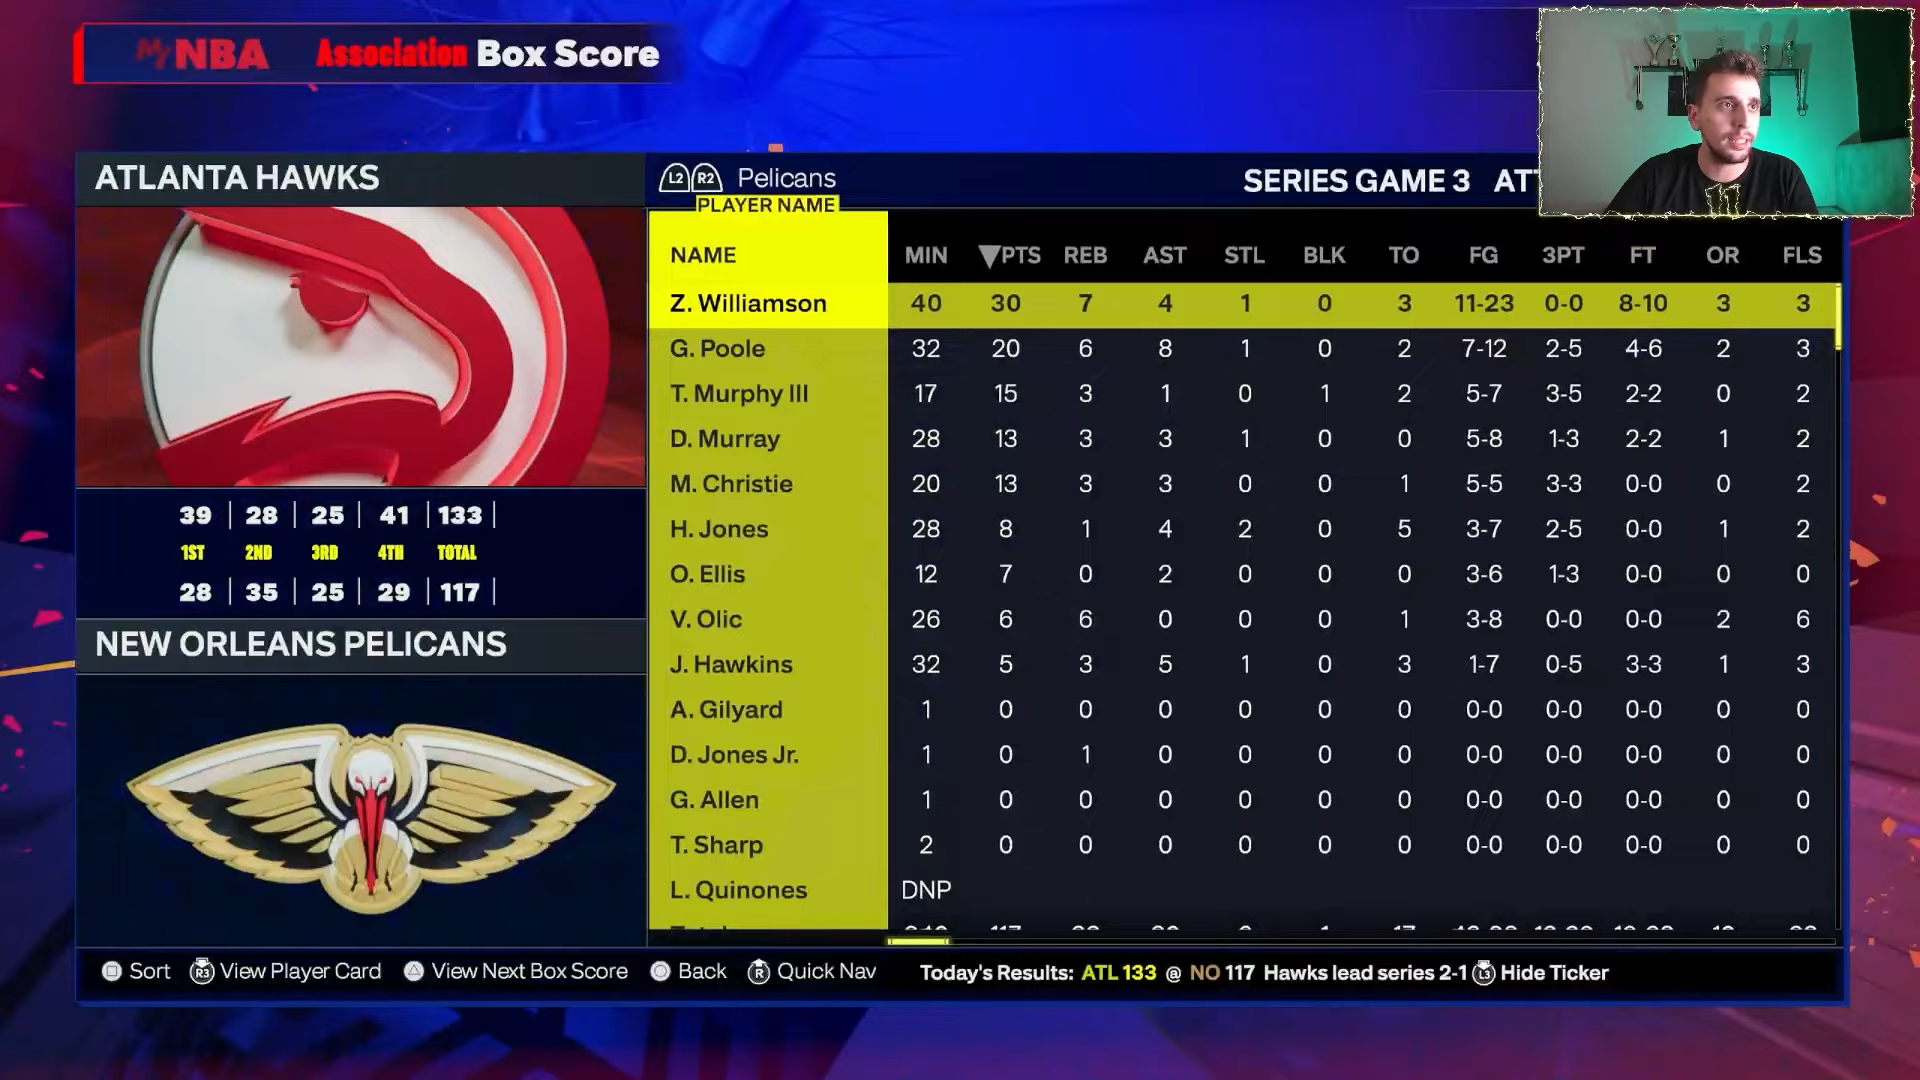 MyNBA Association Box Score
ATLANTA HAWKS
39 28 25 41 133
1ST 2ND 3RD 4TH TOTAL
28 35 25 29 117
NEW ORLEANS PELICANS
L2 R2 Pelicans
SERIES GAME 3
PLAYER NAME
NAME MIN PTS REB AST STL BLK TO FG 3PT FT OR FLS
Z. Williamson 40 30 7 4 1 0 3 11-23 0-0 8-10 3 3
G. Poole 32 20 6 8 1 0 2 7-12 2-5 4-6 2 3
T. Murphy III 17 15 3 1 0 1 2 5-7 3-5 2-2 0 2
D. Murray 28 13 3 3 1 0 0 5-8 1-3 2-2 1 2
M. Christie 20 13 3 3 0 0 1 5-5 3-3 0-0 0 2
H. Jones 28 8 1 4 2 0 5 3-7 2-5 0-0 1 2
O. Ellis 12 7 0 2 0 0 0 3-6 1-3 0-0 0 0
V. Olic 26 6 6 0 0 0 1 3-8 0-0 0-0 2 6
J. Hawkins 32 5 3 5 1 0 3 1-7 0-5 3-3 1 3
A. Gilyard 1 0 0 0 0 0 0 0-0 0-0 0-0 0 0
D. Jones Jr. 1 0 1 0 0 0 0 0-0 0-0 0-0 0 0
G. Allen 1 0 0 0 0 0 0 0-0 0-0 0-0 0 0
T. Sharp 2 0 0 0 0 0 0 0-0 0-0 0-0 0 0
L. Quinones DNP
Sort R3 View Player Card View Next Box Score Back R Quick Nav
Today's Results: ATL 133 @ NO 117 Hawks lead series 2-1 L3 Hide Ticker